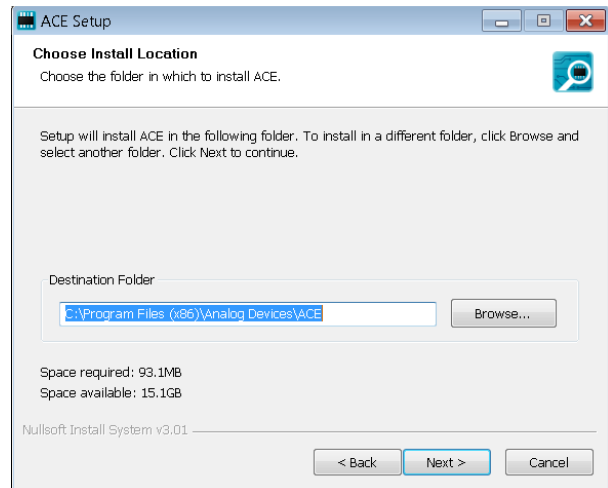 ACE Setup
Choose Install Location
Choose the folder in which to install ACE.
Setup will install ACE in the following folder. To install in a different folder, click Browse and
select another folder. Click Next to continue.
Destination Folder
C:\Program Files (x86)\Analog Devices\ACE
Browse...
Space required: 93.1MB
Space available: 15.1GB
Nullsoft Install System v3.01
< Back
Next >
Cancel